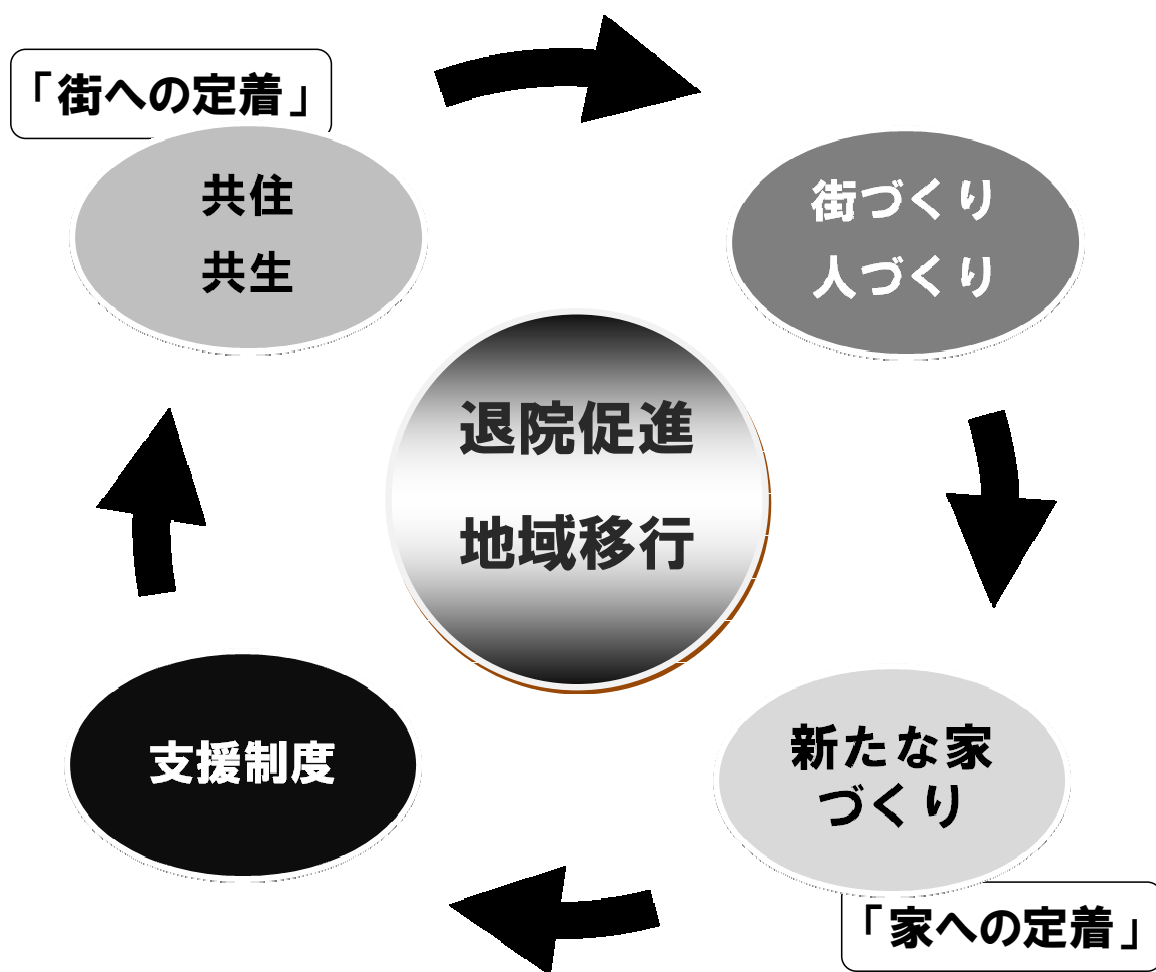 「街への定着」
共住
共生
街づくり
人づくり
退院促進
地域移行
支援制度
新たな家
づくり
「家への定着」